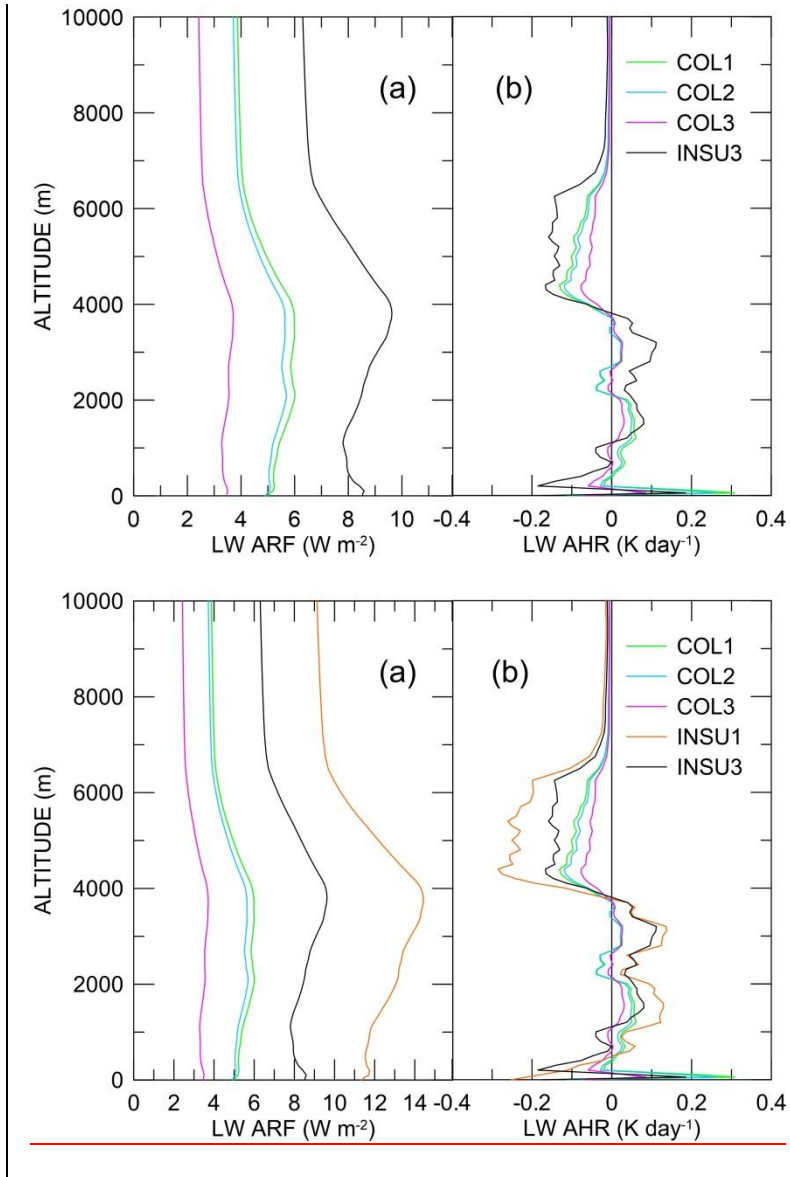 10000
8000
6000
4000
2000
0
ALTITUDE (m)
(a)
(b)
COL1
COL2
COL3
INSU3
0 2 4 6 8 10 -0.4 -0.2 0 0.2 0.4
LW ARF (W m⁻²) LW AHR (K day⁻¹)
10000
8000
6000
4000
2000
0
ALTITUDE (m)
(a)
(b)
COL1
COL2
COL3
INSU1
INSU3
0 2 4 6 8 10 12 14 -0.4 -0.2 0 0.2 0.4
LW ARF (W m⁻²) LW AHR (K day⁻¹)